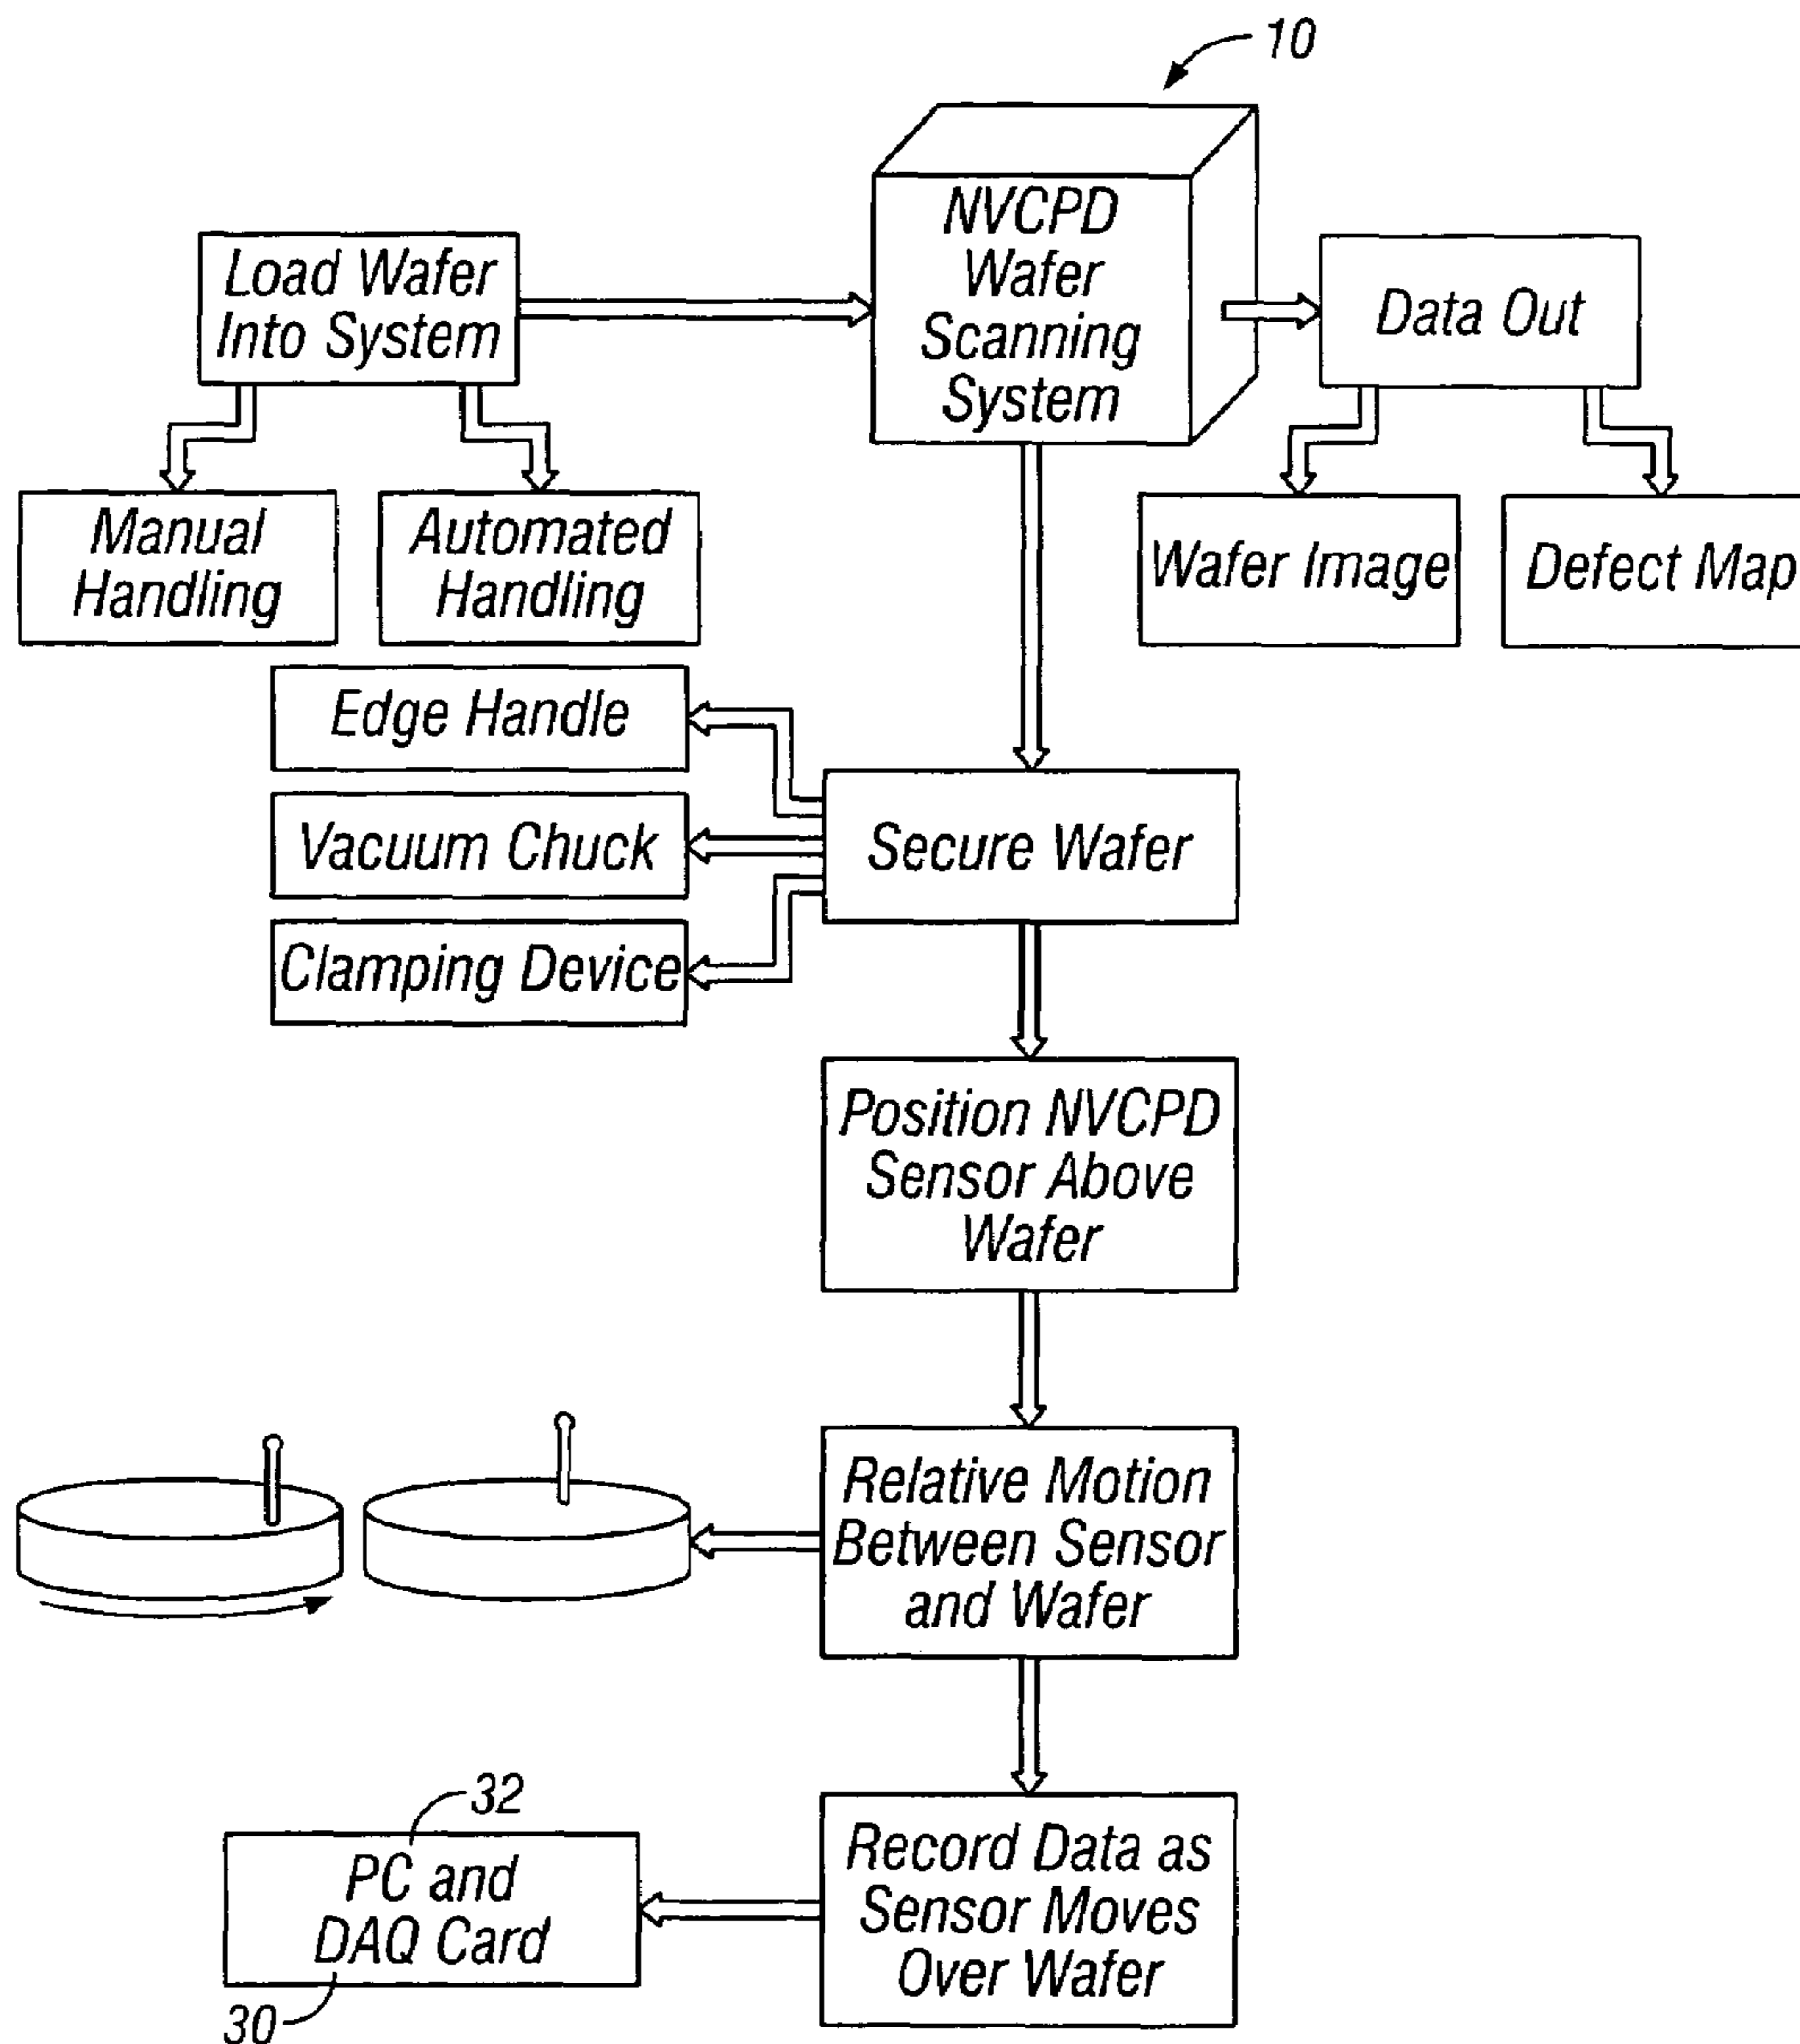 10
NVCPD
Wafer
Scanning
System
Load Wafer
Into System
Data Out
Manual
Handling
Automated
Handling
Wafer Image
Defect Map
Edge Handle
Vacuum Chuck
Clamping Device
Secure Wafer
Position NVCPD
Sensor Above
Wafer
Relative Motion
Between Sensor
and Wafer
32
PC and
DAQ Card
30
Record Data as
Sensor Moves
Over Wafer